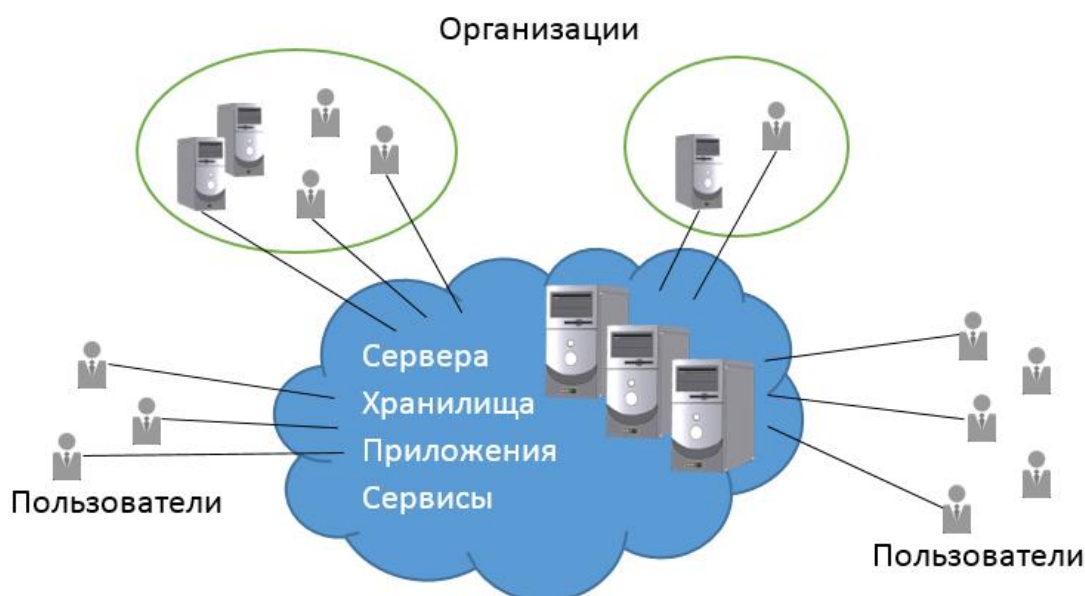 Организации
Сервера
Хранилища
Приложения
Сервисы
Пользователи
Пользователи